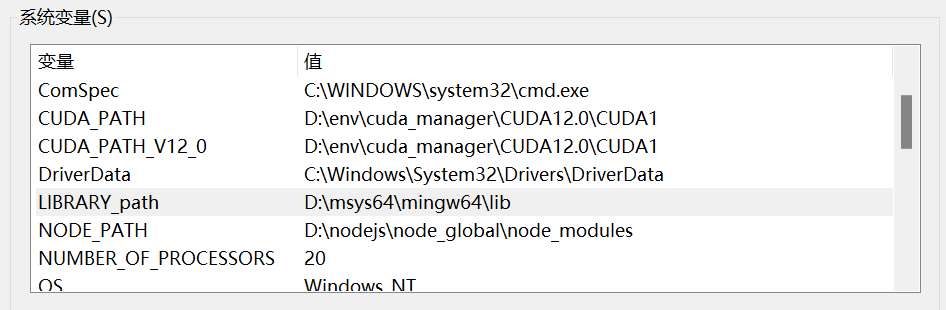 系统变量(S)
变量 值
ComSpec C:\WINDOWS\system32\cmd.exe
CUDA_PATH D:\env\cuda_manager\CUDA12.0\CUDA1
CUDA_PATH_V12_0 D:\env\cuda_manager\CUDA12.0\CUDA1
DriverData C:\Windows\System32\Drivers\DriverData
LIBRARY_path D:\msys64\mingw64\lib
NODE_PATH D:\nodejs\node_global\node_modules
NUMBER_OF_PROCESSORS 20
OS Windows_NT